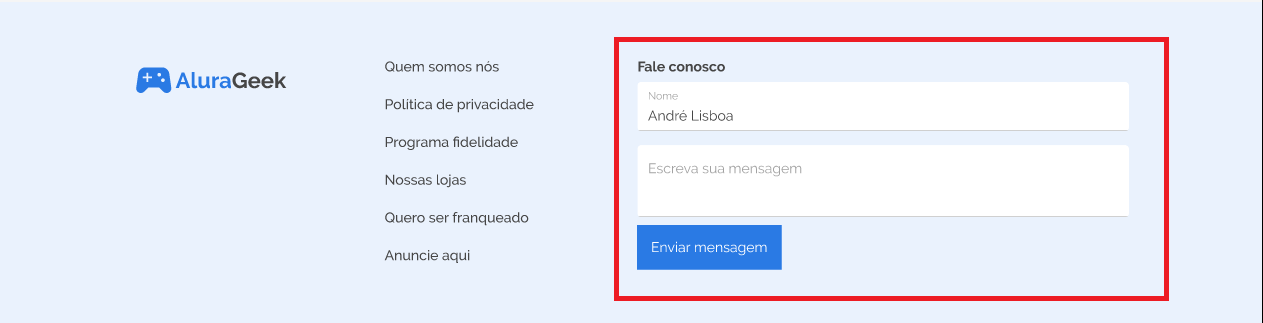 AluraGeek
Quem somos nós
Política de privacidade
Programa fidelidade
Nossas lojas
Quero ser franqueado
Anuncie aqui
Fale conosco
Nome
André Lisboa
Escreva sua mensagem
Enviar mensagem